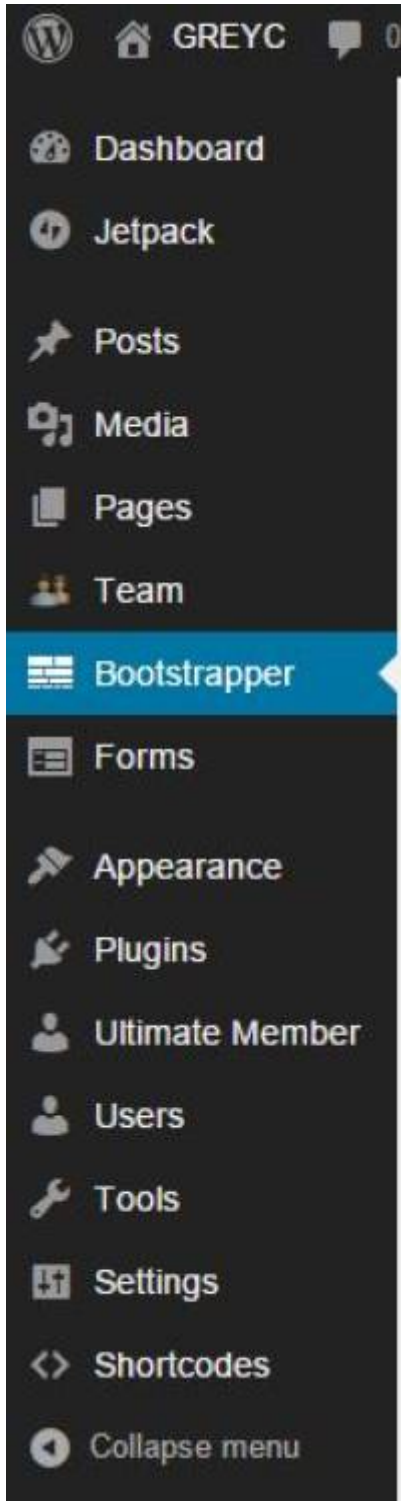 GREYC 0
Dashboard
Jetpack
Posts
Media
Pages
Team
Bootstrapper
Forms
Appearance
Plugins
Ultimate Member
Users
Tools
Settings
Shortcodes
Collapse menu